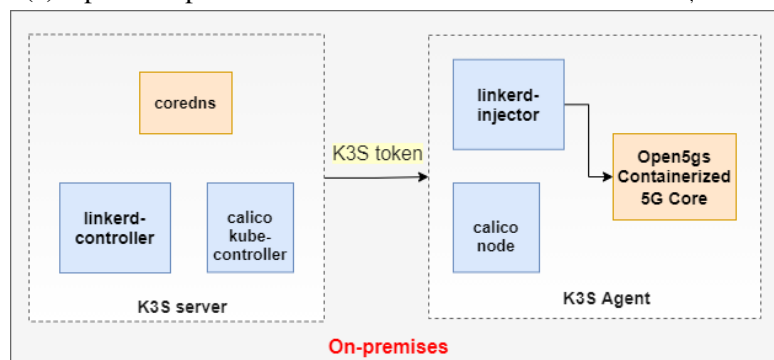 coredns
linkerd-
controller
calico
kube-
controller
K3S server
K3S token
linkerd-
injector
Open5gs
Containerized
5G Core
calico
node
K3S Agent
On-premises